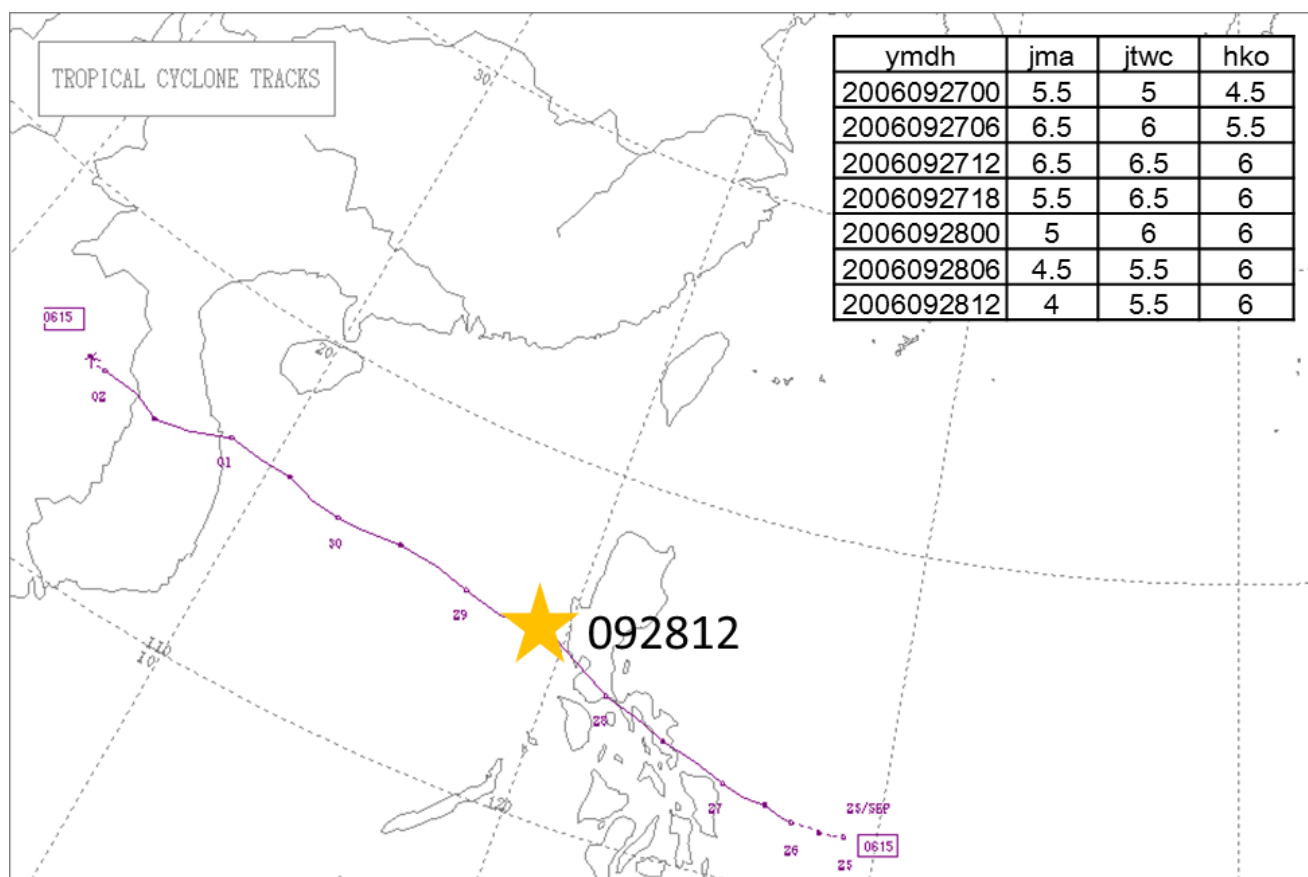 TROPICAL CYCLONE TRACKS
ymdh jma jtwc hko
2006092700 5.5 5 4.5
2006092706 6.5 6 5.5
2006092712 6.5 6.5 6
2006092718 5.5 6.5 6
2006092800 5 6 6
2006092806 4.5 5.5 6
2006092812 4 5.5 6
30
0615
20
02
01
30
29
092812
110
10
28
120
27
25/SEP
26
25
0615